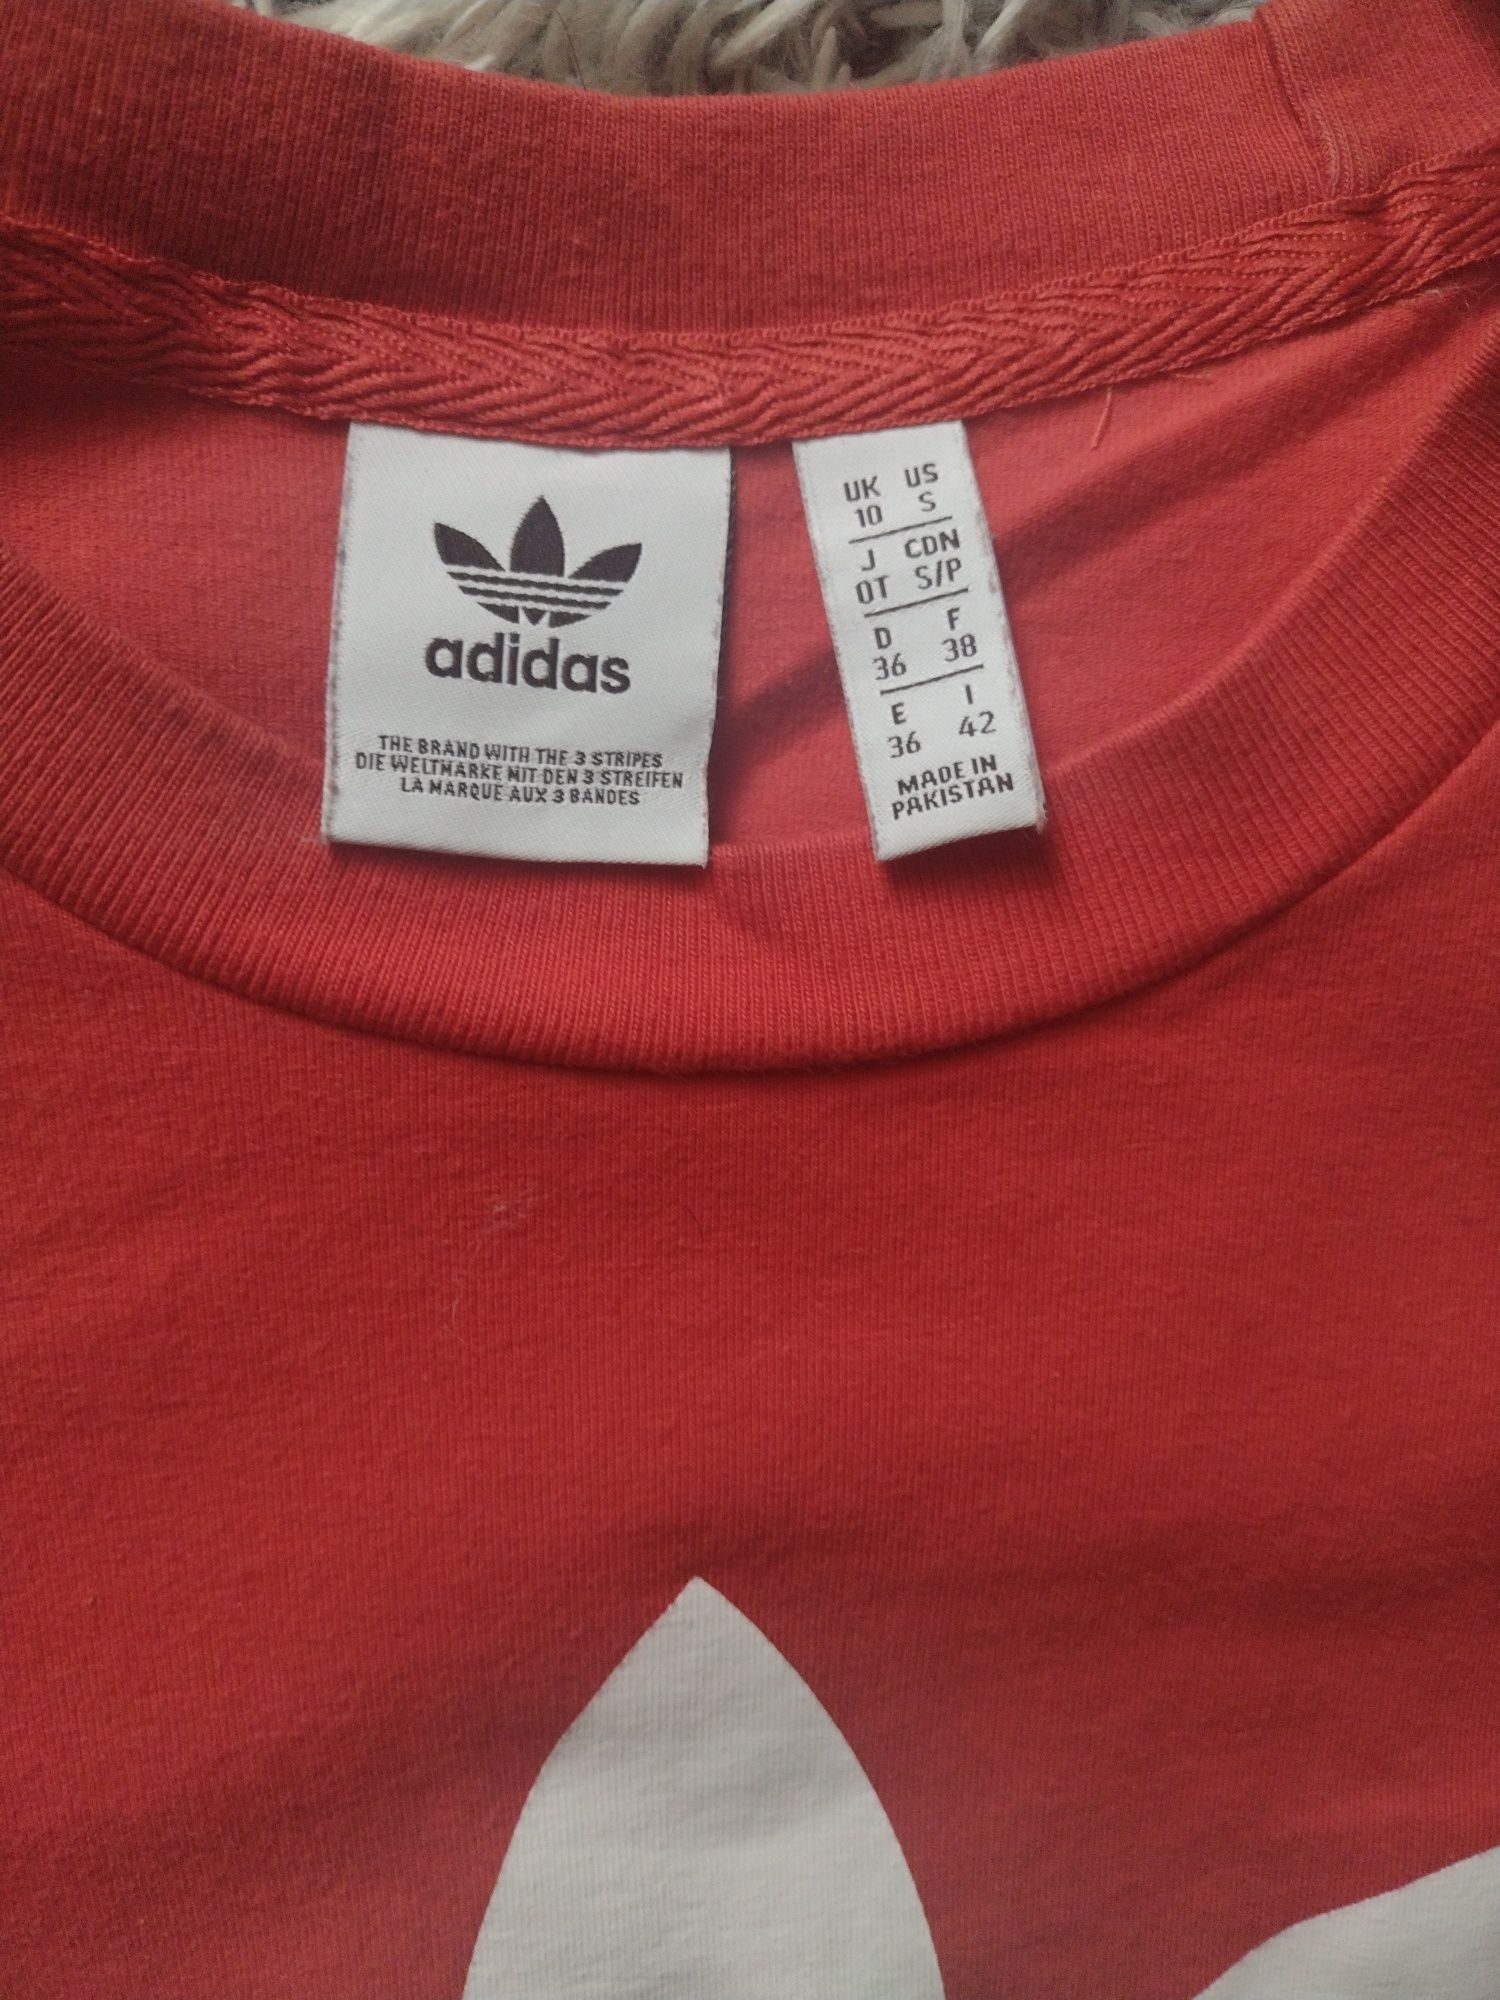 adidas
THE BRAND WITH THE 3 STRIPES
DIE WELTMARKE MIT DEN 3 STREIFEN
LA MARQUE AUX 3 BANDES
UK US
10 S
J CDN
OT S/P
D F
36 38
E I
36 42
MADE IN
PAKISTAN